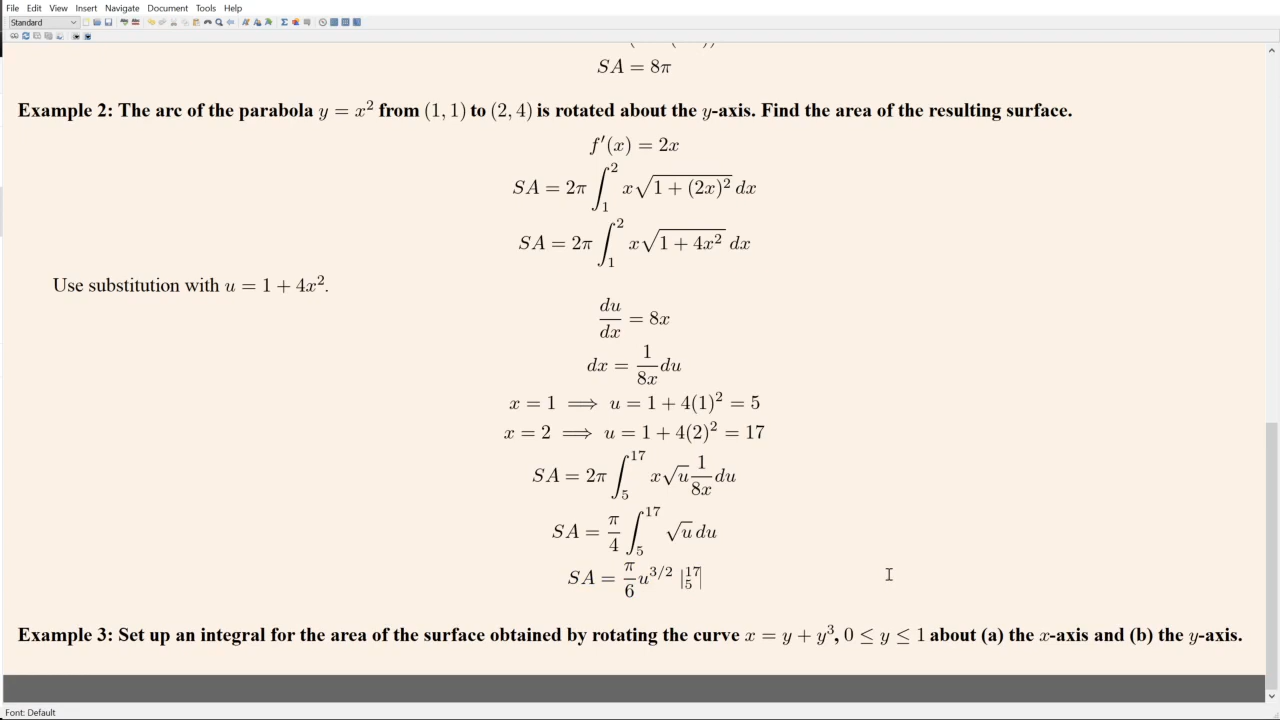 File Edit View Insert Navigate Document Tools Help
Standard
SA = 8π
Example 2: The arc of the parabola y = x² from (1, 1) to (2, 4) is rotated about the y-axis. Find the area of the resulting surface.
f′(x) = 2x
SA = 2π ∫₁² x√(1 + (2x)²) dx
SA = 2π ∫₁² x√(1 + 4x²) dx
Use substitution with u = 1 + 4x².
du/dx = 8x
dx = 1/8x du
x = 1 ⟹ u = 1 + 4(1)² = 5
x = 2 ⟹ u = 1 + 4(2)² = 17
SA = 2π ∫₅¹⁷ x√u 1/8x du
SA = π/4 ∫₅¹⁷ √u du
SA = π/6 u^{3/2} |₅¹⁷
Example 3: Set up an integral for the area of the surface obtained by rotating the curve x = y + y³, 0 ≤ y ≤ 1 about (a) the x-axis and (b) the y-axis.
Font: Default